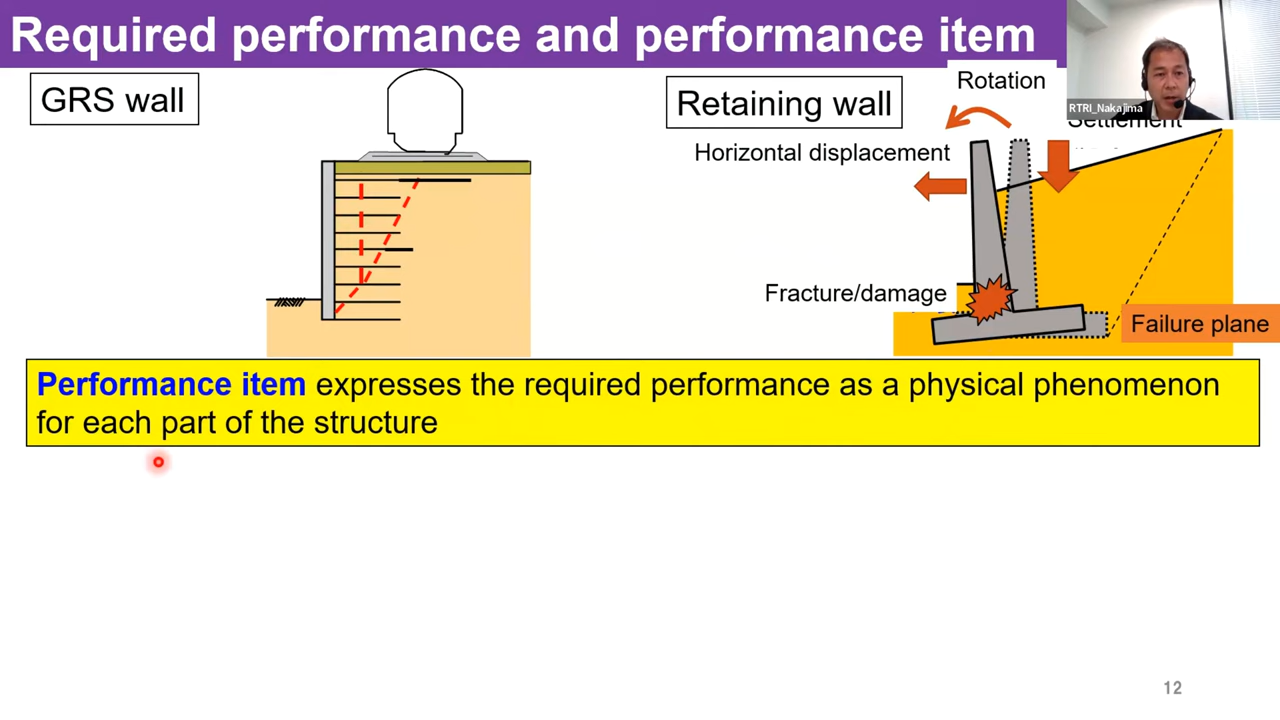 Required performance and performance item
GRS wall
Retaining wall
Rotation
RTRI_Nakajima
Settlement
Horizontal displacement
Fracture/damage
Failure plane
Performance item expresses the required performance as a physical phenomenon
for each part of the structure
12